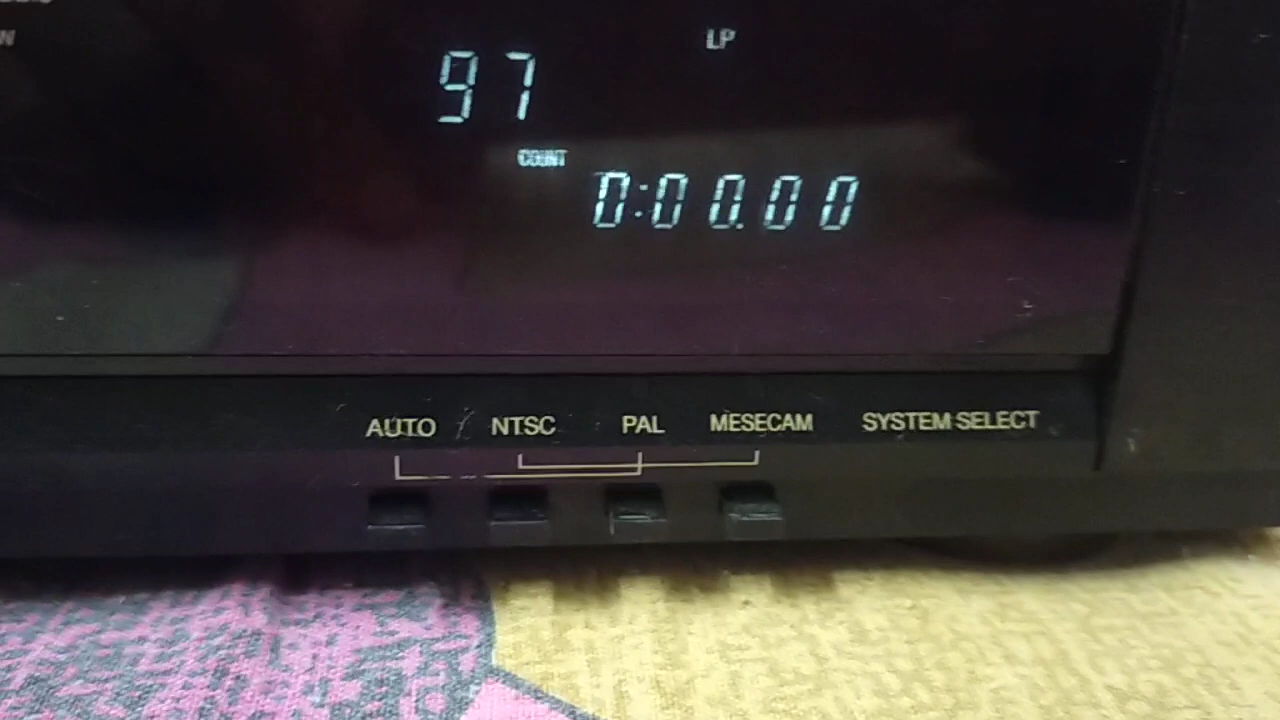 LP
97
COUNT
0:00.00
AUTO / NTSC PAL MESECAM SYSTEM SELECT